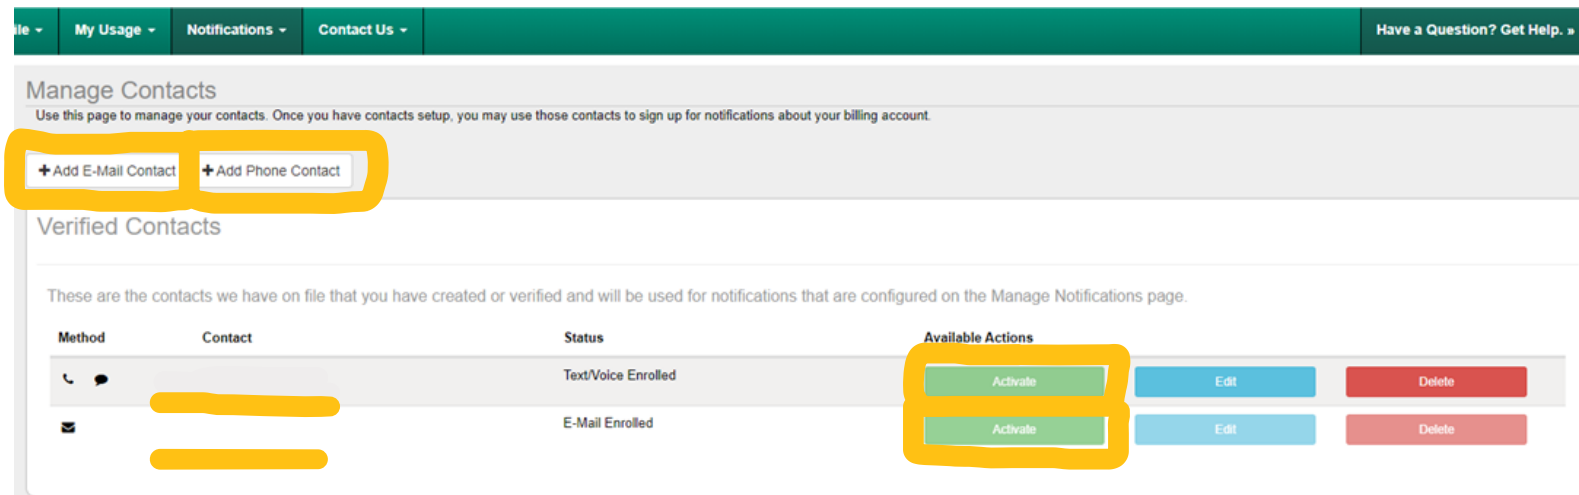 ile My Usage Notifications Contact Us Have a Question? Get Help. »
Manage Contacts
Use this page to manage your contacts. Once you have contacts setup, you may use those contacts to sign up for notifications about your billing account.
+Add E-Mail Contact +Add Phone Contact
Verified Contacts
These are the contacts we have on file that you have created or verified and will be used for notifications that are configured on the Manage Notifications page.
Method Contact Status Available Actions
Text/Voice Enrolled Activate Edit Delete
E-Mail Enrolled Activate Edit Delete